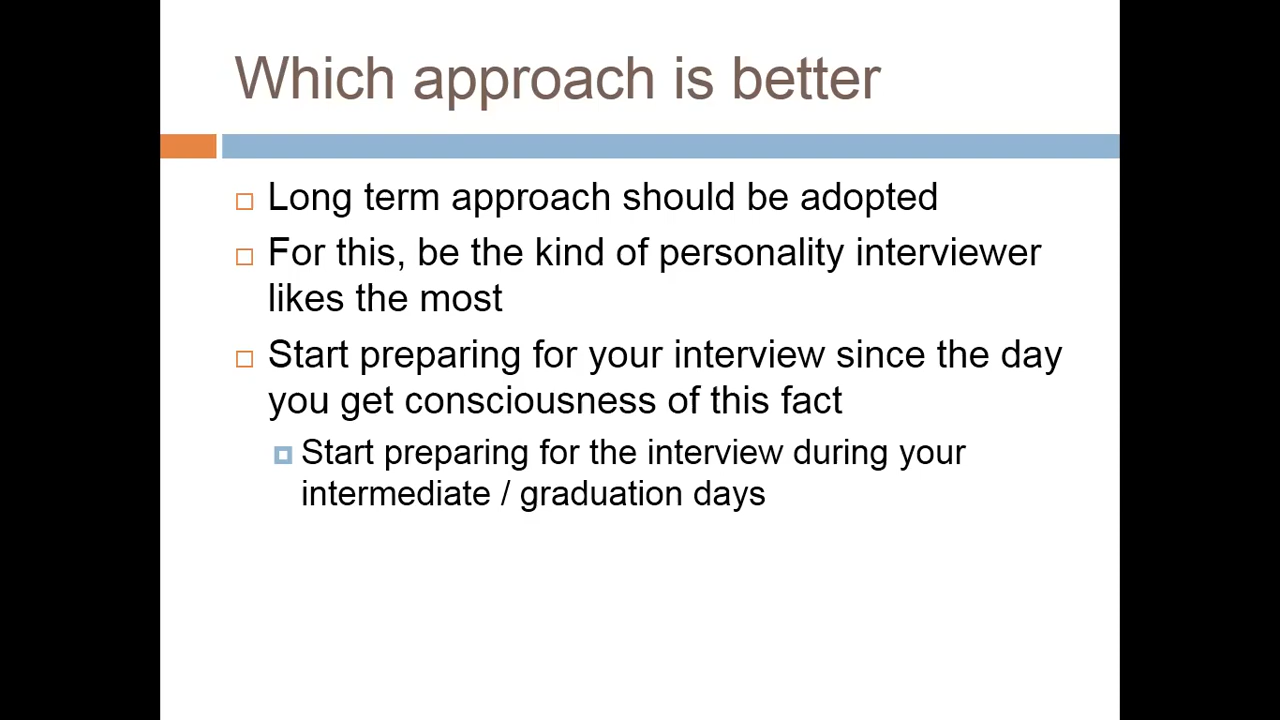 Which approach is better
Long term approach should be adopted
For this, be the kind of personality interviewer
likes the most
Start preparing for your interview since the day
you get consciousness of this fact
Start preparing for the interview during your
intermediate / graduation days